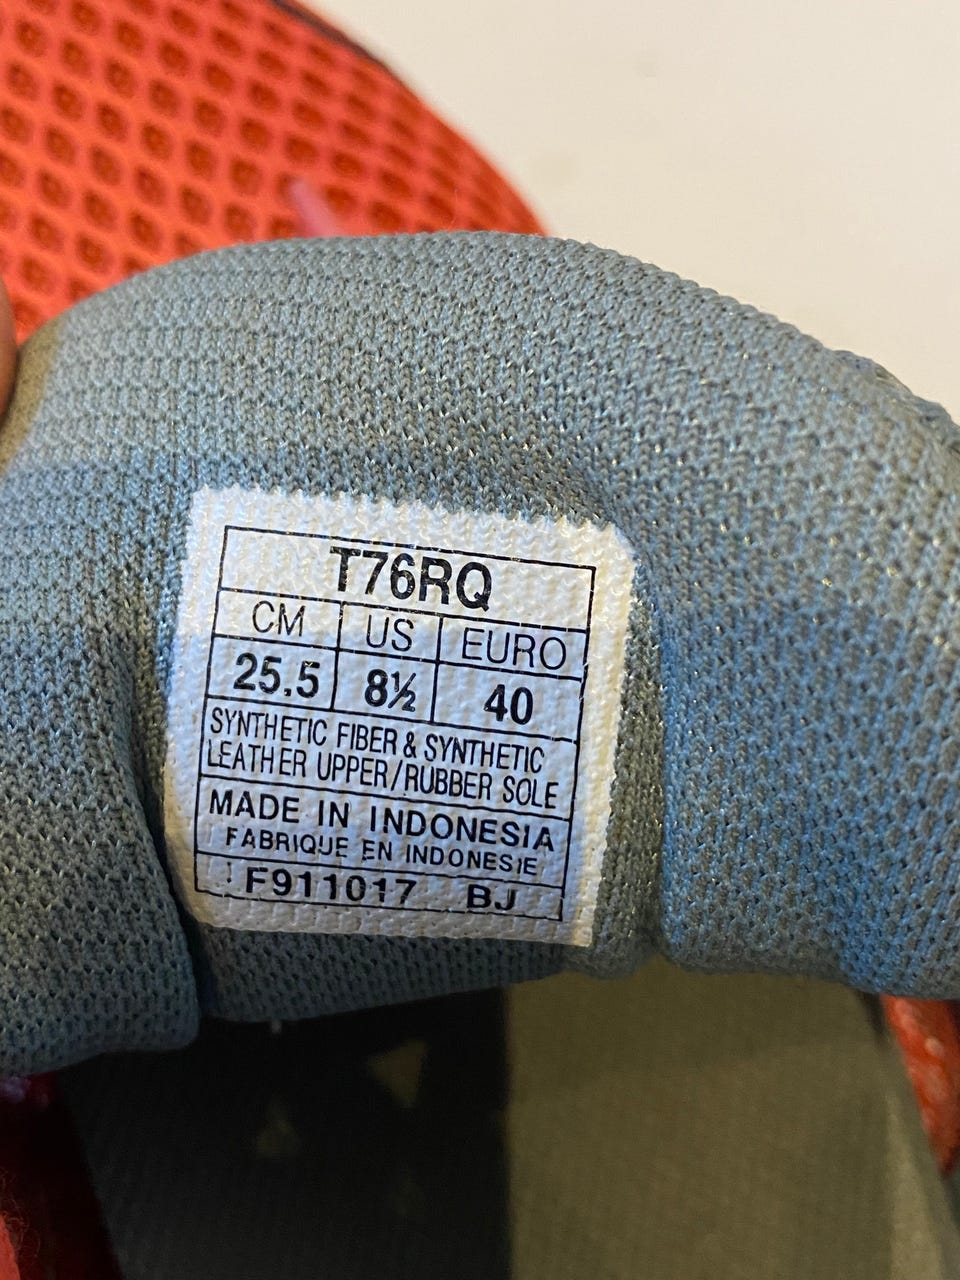 T76RQ
CM US EURO
25.5 8½ 40
SYNTHETIC FIBER & SYNTHETIC
LEATHER UPPER/RUBBER SOLE
MADE IN INDONESIA
FABRIQUE EN INDONESIE
F911017 BJ